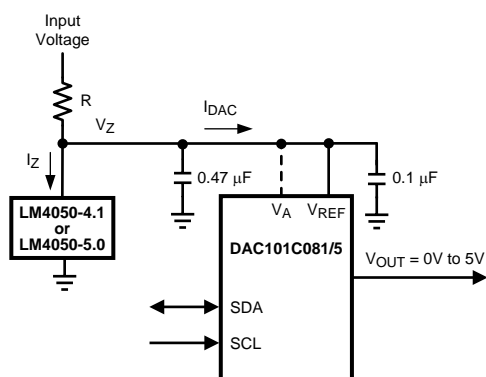 Input
Voltage
R
IDAC
VZ
IZ
0.47 µF
0.1 µF
LM4050-4.1
or
LM4050-5.0
VA
VREF
DAC101C081/5
VOUT = 0V to 5V
SDA
SCL